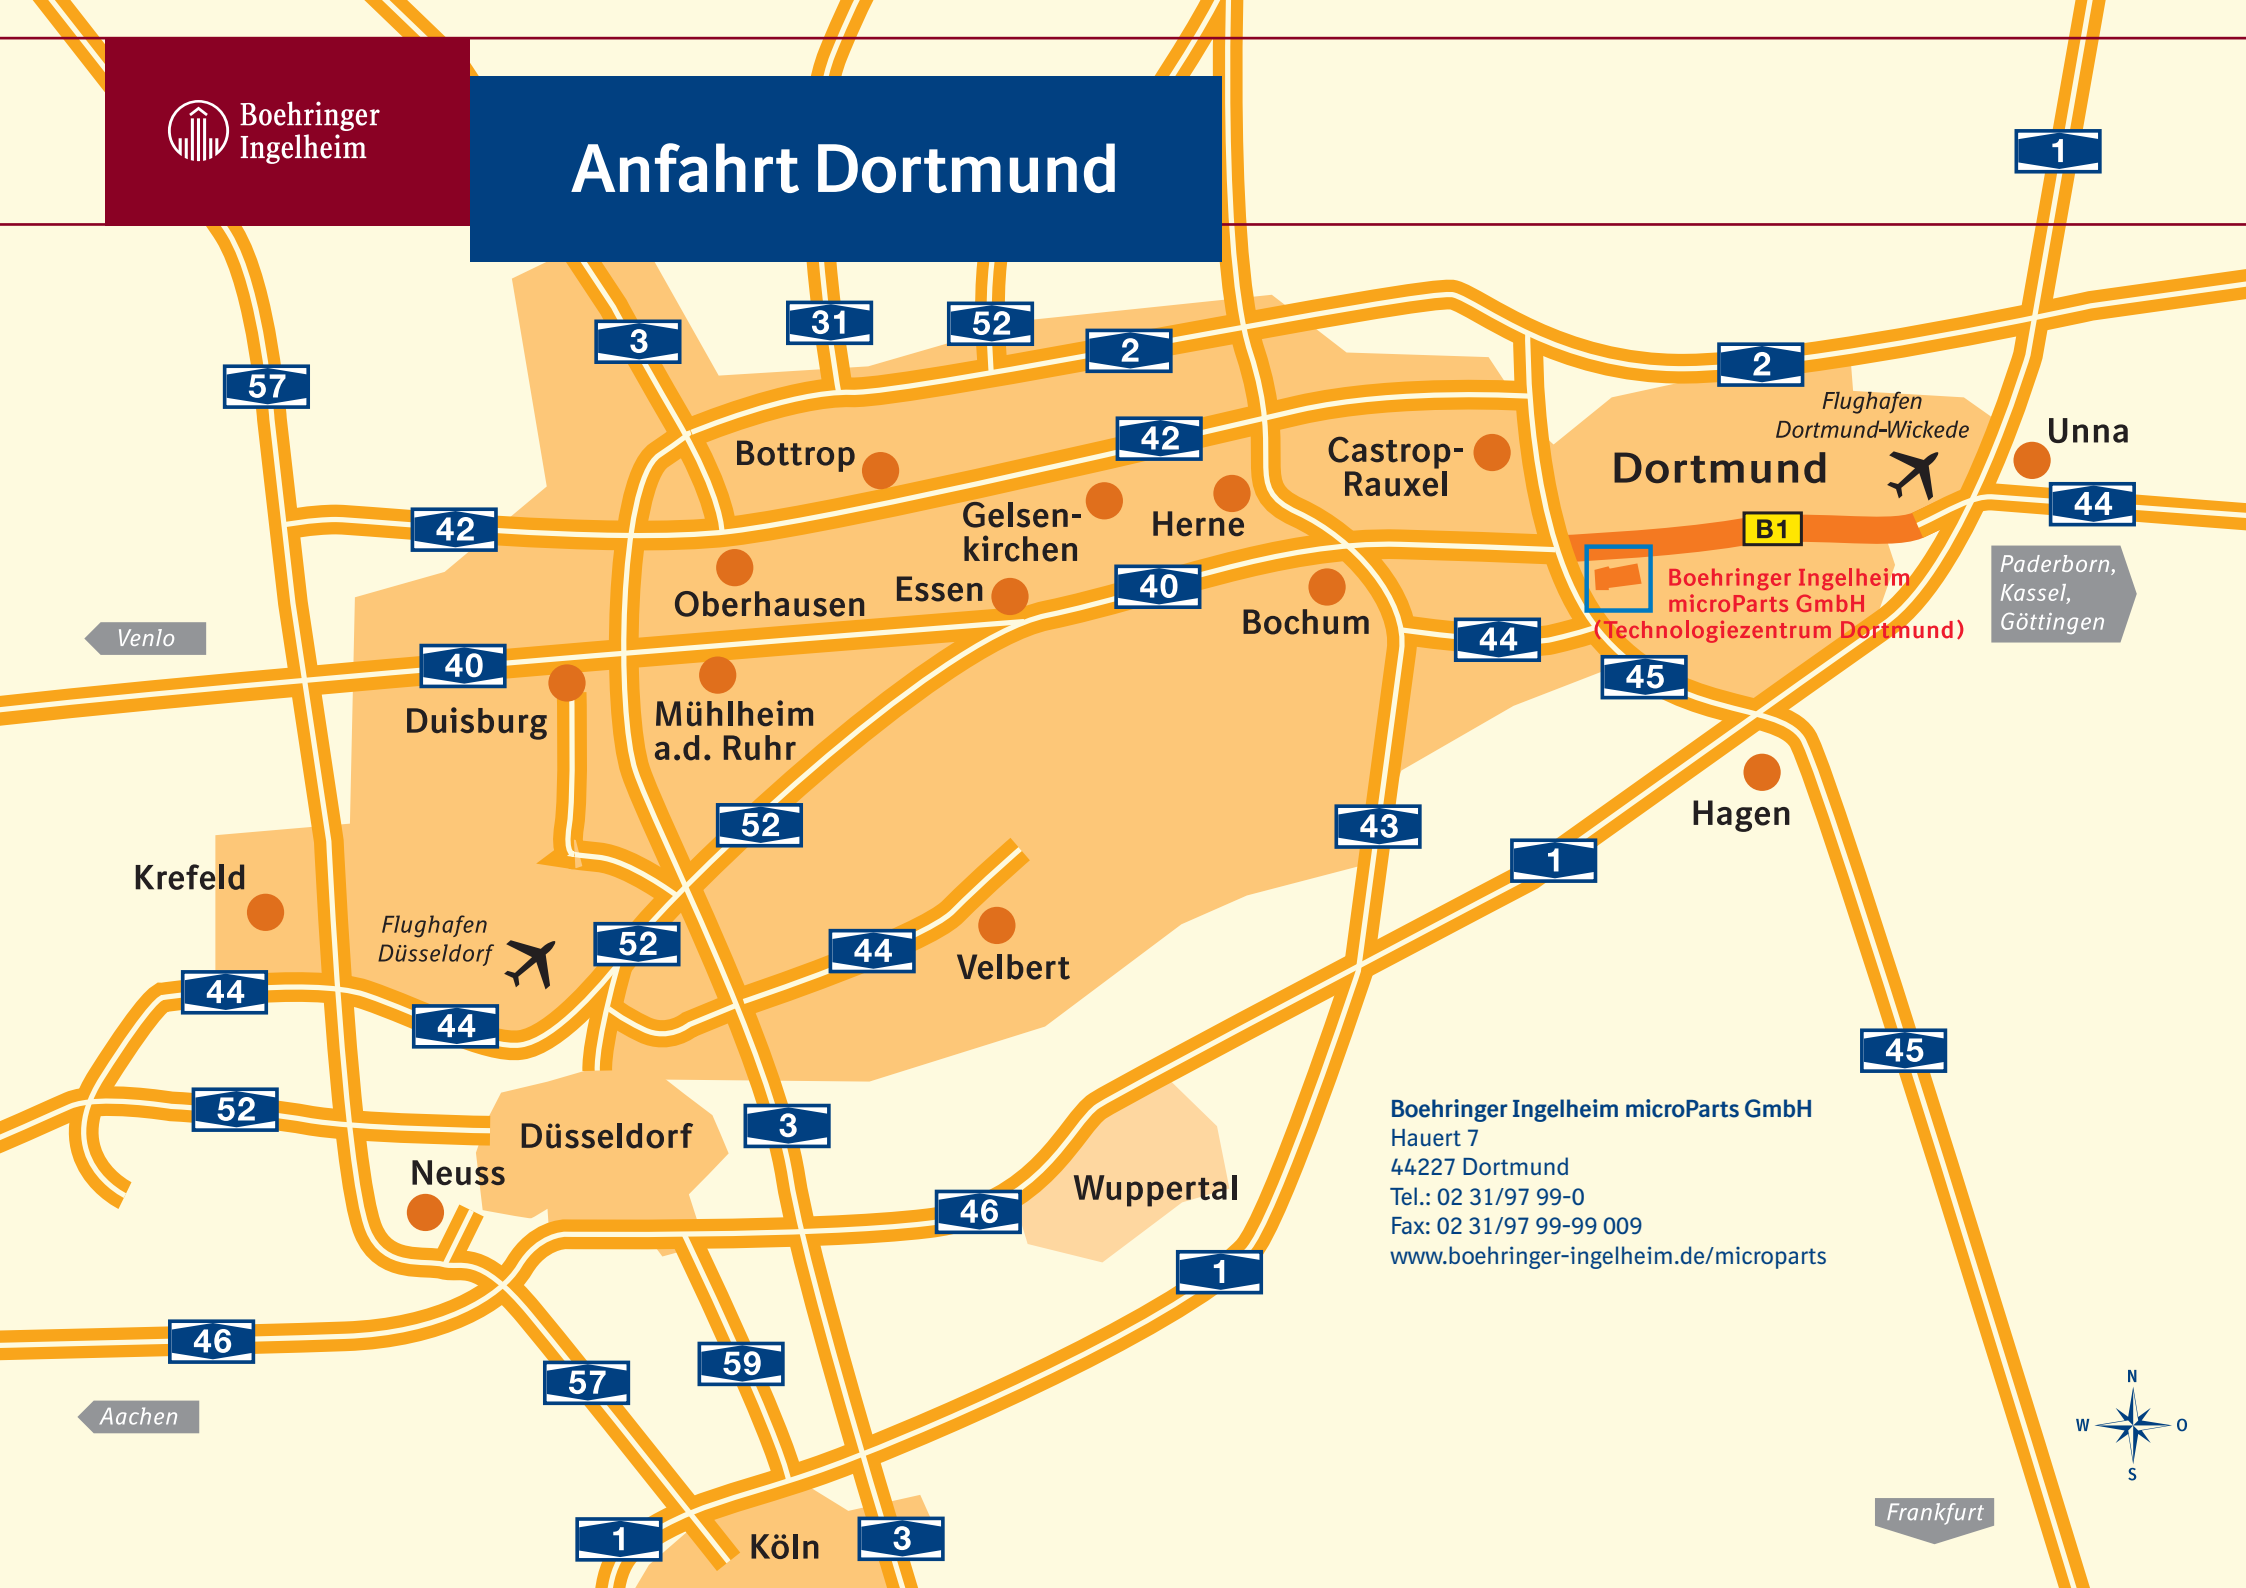 Boehringer
Ingelheim
Anfahrt Dortmund
1
31
52
3
2
2
57
Flughafen
Dortmund-Wickede
Unna
42
Bottrop
Castrop-
Rauxel
Dortmund
44
42
Gelsen-
kirchen
Herne
B1
Paderborn,
Kassel,
Göttingen
Oberhausen
Essen
40
Bochum
Boehringer Ingelheim
microParts GmbH
(Technologiezentrum Dortmund)
Venlo
40
44
45
Duisburg
Mühlheim
a.d. Ruhr
52
43
Hagen
1
Krefeld
Flughafen
Düsseldorf
52
44
Velbert
44
44
45
52
Düsseldorf
3
Neuss
Wuppertal
46
Boehringer Ingelheim microParts GmbH
Hauert 7
44227 Dortmund
Tel.: 02 31/97 99-0
Fax: 02 31/97 99-99 009
www.boehringer-ingelheim.de/microparts
1
46
59
57
Aachen
N
W
O
S
Frankfurt
1
Köln
3